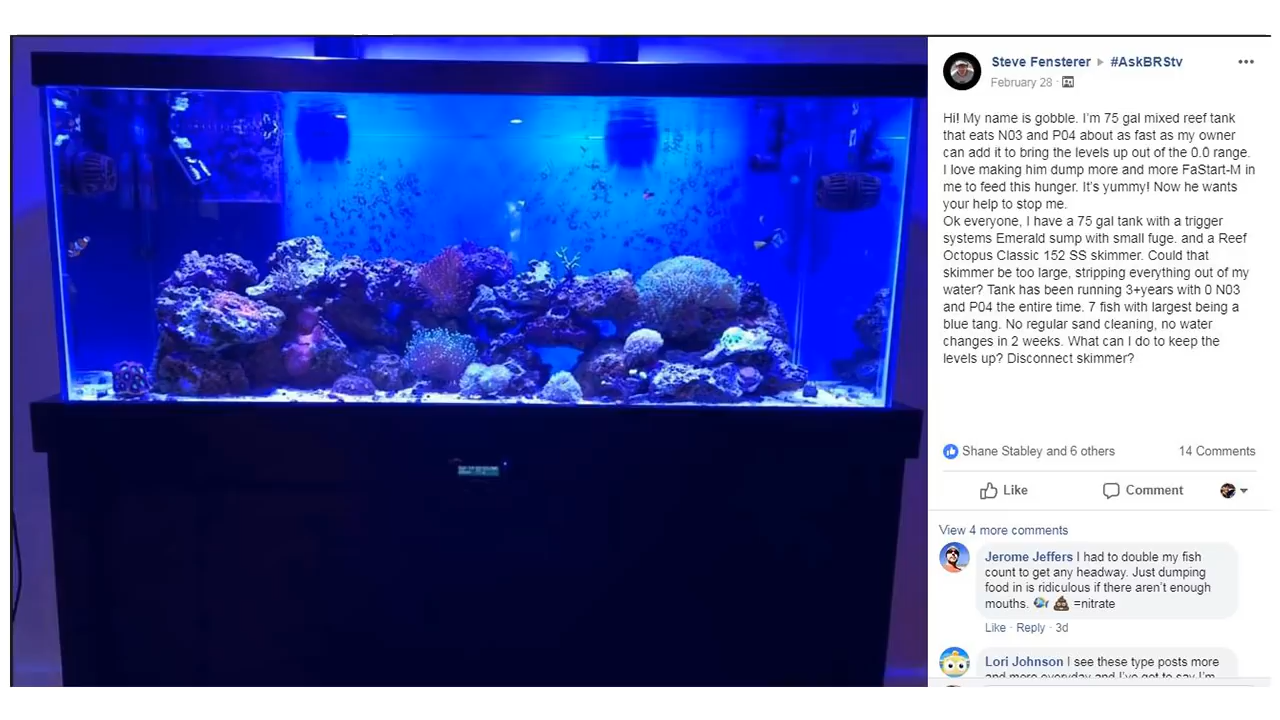 Steve Fensterer ▸ #AskBRStv
February 28 ·
Hi! My name is gobble. I'm 75 gal mixed reef tank
that eats N03 and P04 about as fast as my owner
can add it to bring the levels up out of the 0.0 range.
I love making him dump more and more FaStart-M in
me to feed this hunger. It's yummy! Now he wants
your help to stop me.
Ok everyone, I have a 75 gal tank with a trigger
systems Emerald sump with small fuge. and a Reef
Octopus Classic 152 SS skimmer. Could that
skimmer be too large, stripping everything out of my
water? Tank has been running 3+years with 0 N03
and P04 the entire time. 7 fish with largest being a
blue tang. No regular sand cleaning, no water
changes in 2 weeks. What can I do to keep the
levels up? Disconnect skimmer?
Shane Stabley and 6 others 14 Comments
Like Comment
View 4 more comments
Jerome Jeffers I had to double my fish
count to get any headway. Just dumping
food in is ridiculous if there aren't enough
mouths. 🐠 💩 =nitrate
Like · Reply · 3d
Lori Johnson I see these type posts more
and more everyday and I've got to say I'm